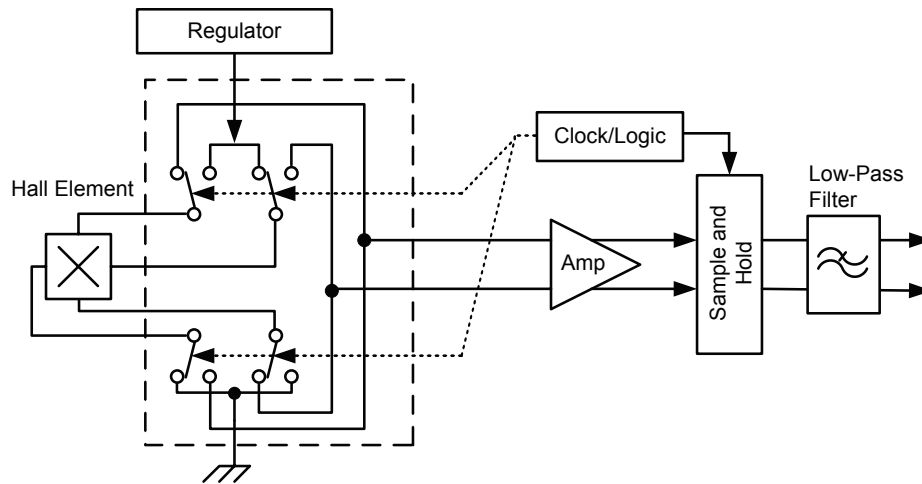 Regulator
Clock/Logic
Hall Element
Low-Pass
Filter
Amp
Sample and
Hold